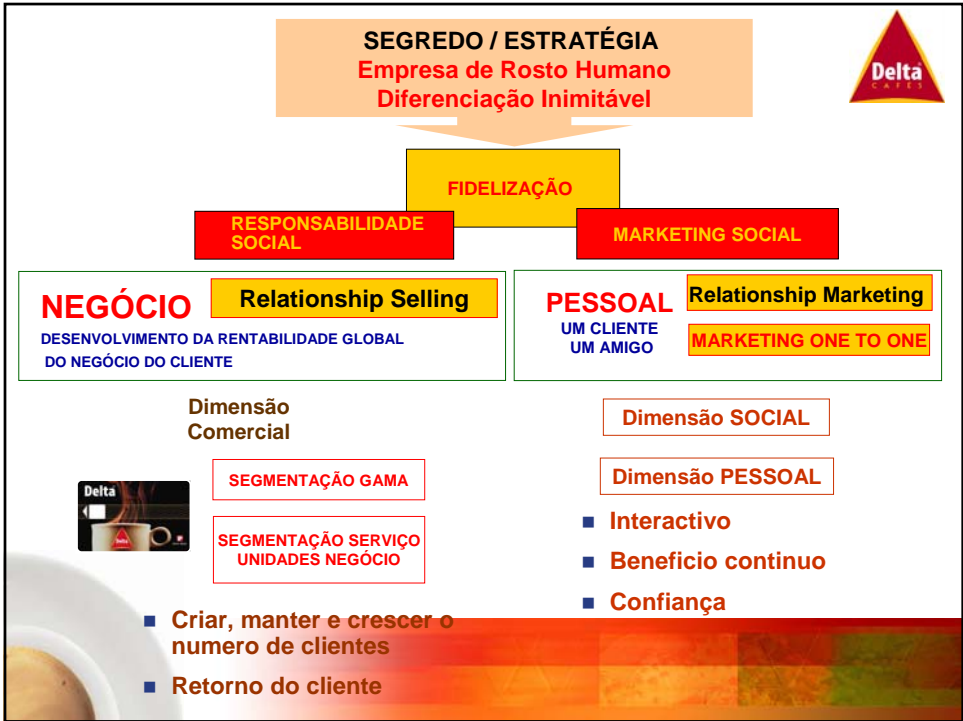 SEGREDO / ESTRATÉGIA
Empresa de Rosto Humano
Diferenciação Inimitável
Delta
CAFÉS
FIDELIZAÇÃO
RESPONSABILIDADE
SOCIAL
MARKETING SOCIAL
NEGÓCIO
Relationship Selling
DESENVOLVIMENTO DA RENTABILIDADE GLOBAL
DO NEGÓCIO DO CLIENTE
PESSOAL
UM CLIENTE
UM AMIGO
Relationship Marketing
MARKETING ONE TO ONE
Dimensão
Comercial
SEGMENTAÇÃO GAMA
SEGMENTAÇÃO SERVIÇO
UNIDADES NEGÓCIO
Delta
Delta
Criar, manter e crescer o
numero de clientes
Retorno do cliente
Dimensão SOCIAL
Dimensão PESSOAL
Interactivo
Beneficio continuo
Confiança